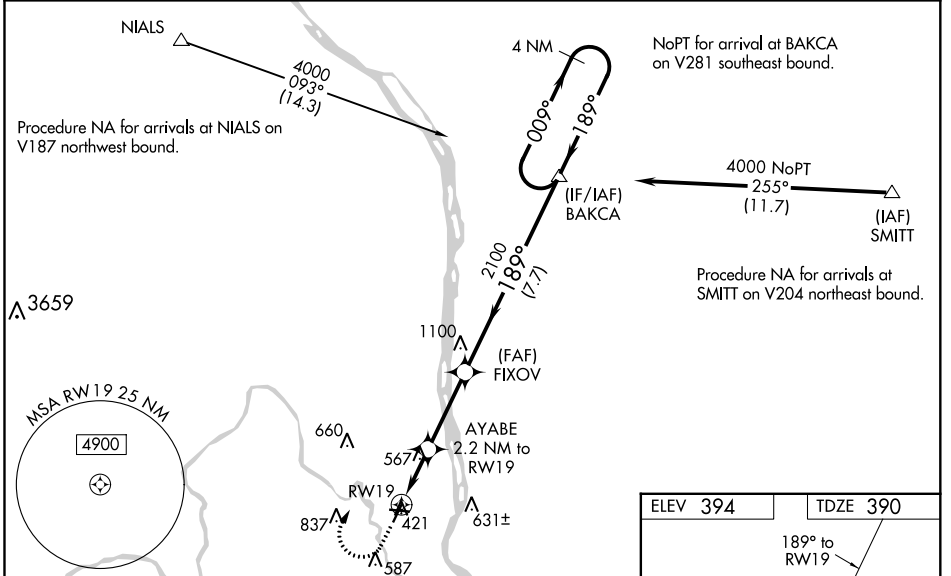 NIALS
4000
093°
(14.3)
Procedure NA for arrivals at NIALS on
V187 northwest bound.
4 NM
009°
189°
NoPT for arrival at BAKCA
on V281 southeast bound.
(IF/IAF)
BAKCA
4000 NoPT
255°
(11.7)
(IAF)
SMITT
Procedure NA for arrivals at
SMITT on V204 northeast bound.
2100
189°
(7.7)
3659
1100
(FAF)
FIXOV
MSA RW19 25 NM
4900
660
567
AYABE
2.2 NM to
RW19
RW19
837
421
631±
587
ELEV 394
TDZE 390
189° to
RW19